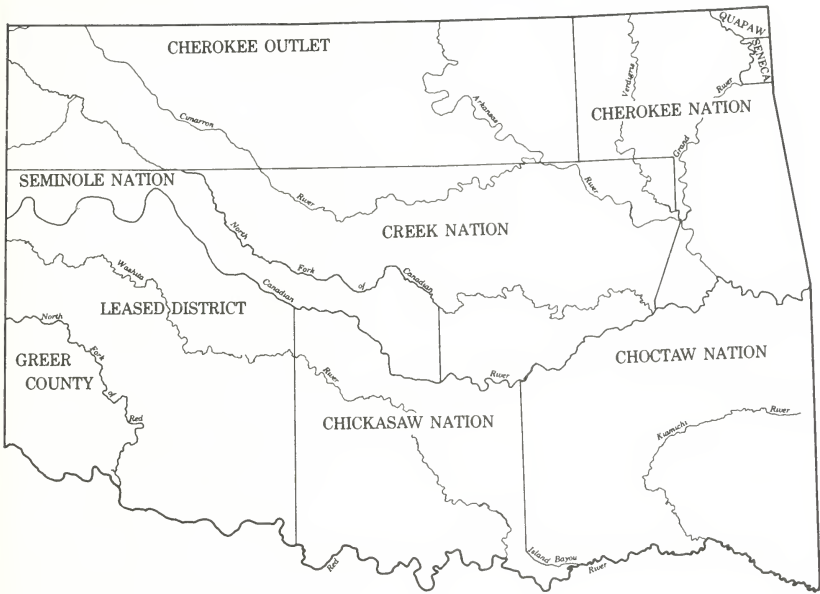 QUAPAW
SENECA
CHEROKEE OUTLET
Verdigris
River
Arkansas
CHEROKEE NATION
Cimarron
Grand
SEMINOLE NATION
River
River
North
CREEK NATION
Fork
of
Canadian
Washita
Canadian
LEASED DISTRICT
North
Fork
of
Red
GREER
COUNTY
River
River
CHOCTAW NATION
CHICKASAW NATION
Kiamichi
River
Island Bayou
Red
River